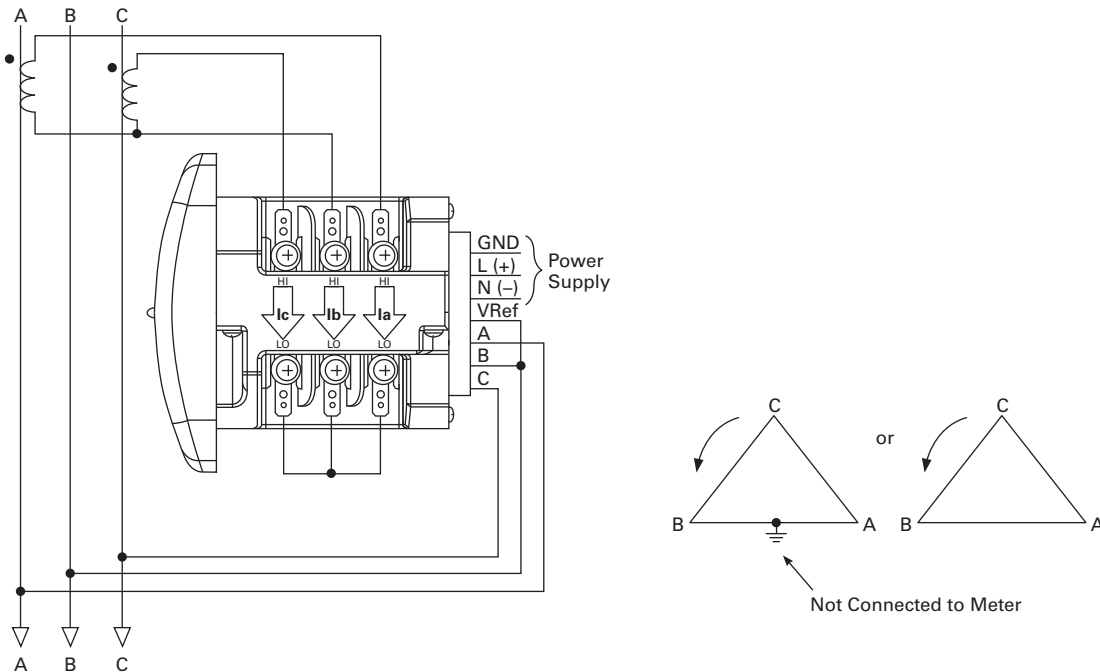 A B C
GND
L (+)
N (–)
Power
Supply
VRef
A
B
C
HI HI HI
Ic Ib Ia
LO LO LO
C
B A
or
C
B A
Not Connected to Meter
A B C